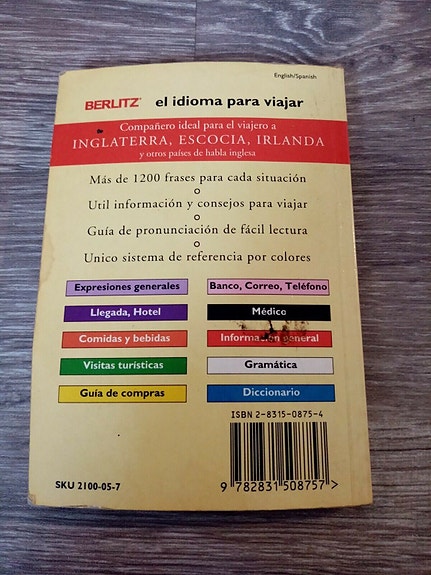 English/Spanish
BERLITZ® el idioma para viajar
Compañero ideal para el viajero a
INGLATERRA, ESCOCIA, IRLANDA
y otros países de habla inglesa
Más de 1200 frases para cada situación
Util información y consejos para viajar
Guía de pronunciación de fácil lectura
Unico sistema de referencia por colores
Expresiones generales
Llegada, Hotel
Comidas y bebidas
Visitas turísticas
Guía de compras
Banco, Correo, Teléfono
Médico
Información general
Gramática
Diccionario
ISBN 2-8315-0875-4
9 782831 508757 >
SKU 2100-05-7